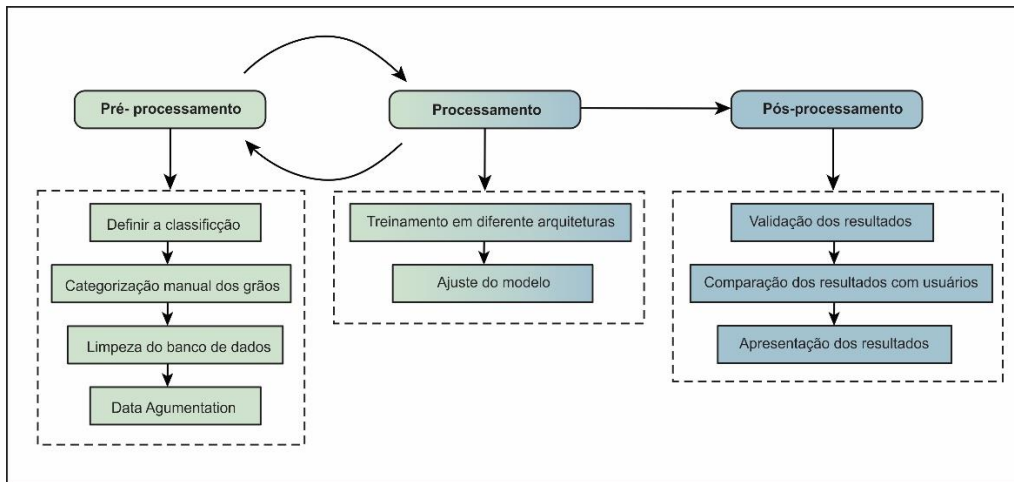 Pré- processamento
Processamento
Pós-processamento
Definir a classificção
Categorização manual dos grãos
Limpeza do banco de dados
Data Agumentation
Treinamento em diferente arquiteturas
Ajuste do modelo
Validação dos resultados
Comparação dos resultados com usuários
Apresentação dos resultados